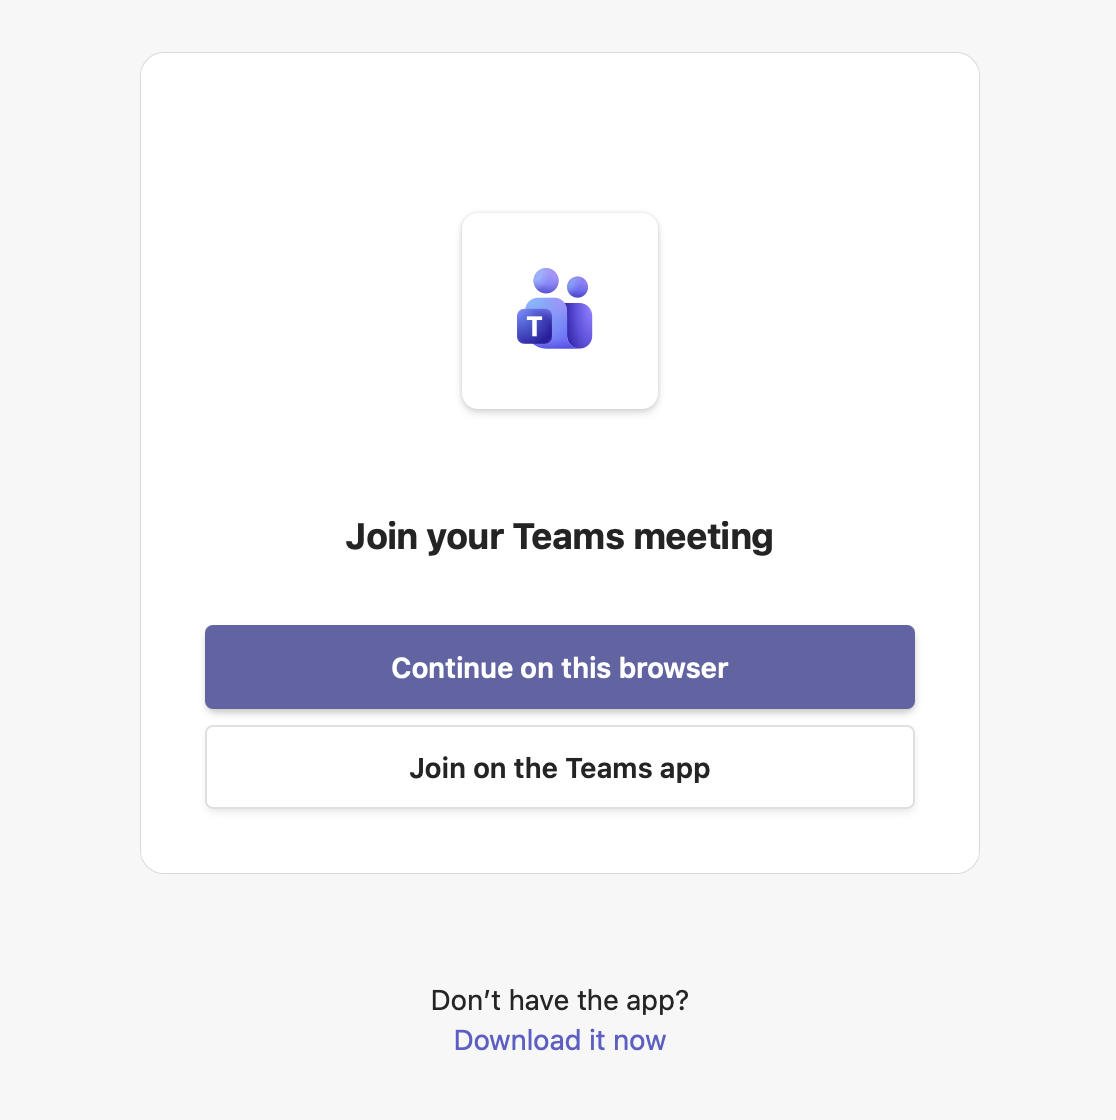 T
Join your Teams meeting
Continue on this browser
Join on the Teams app
Don’t have the app?
Download it now